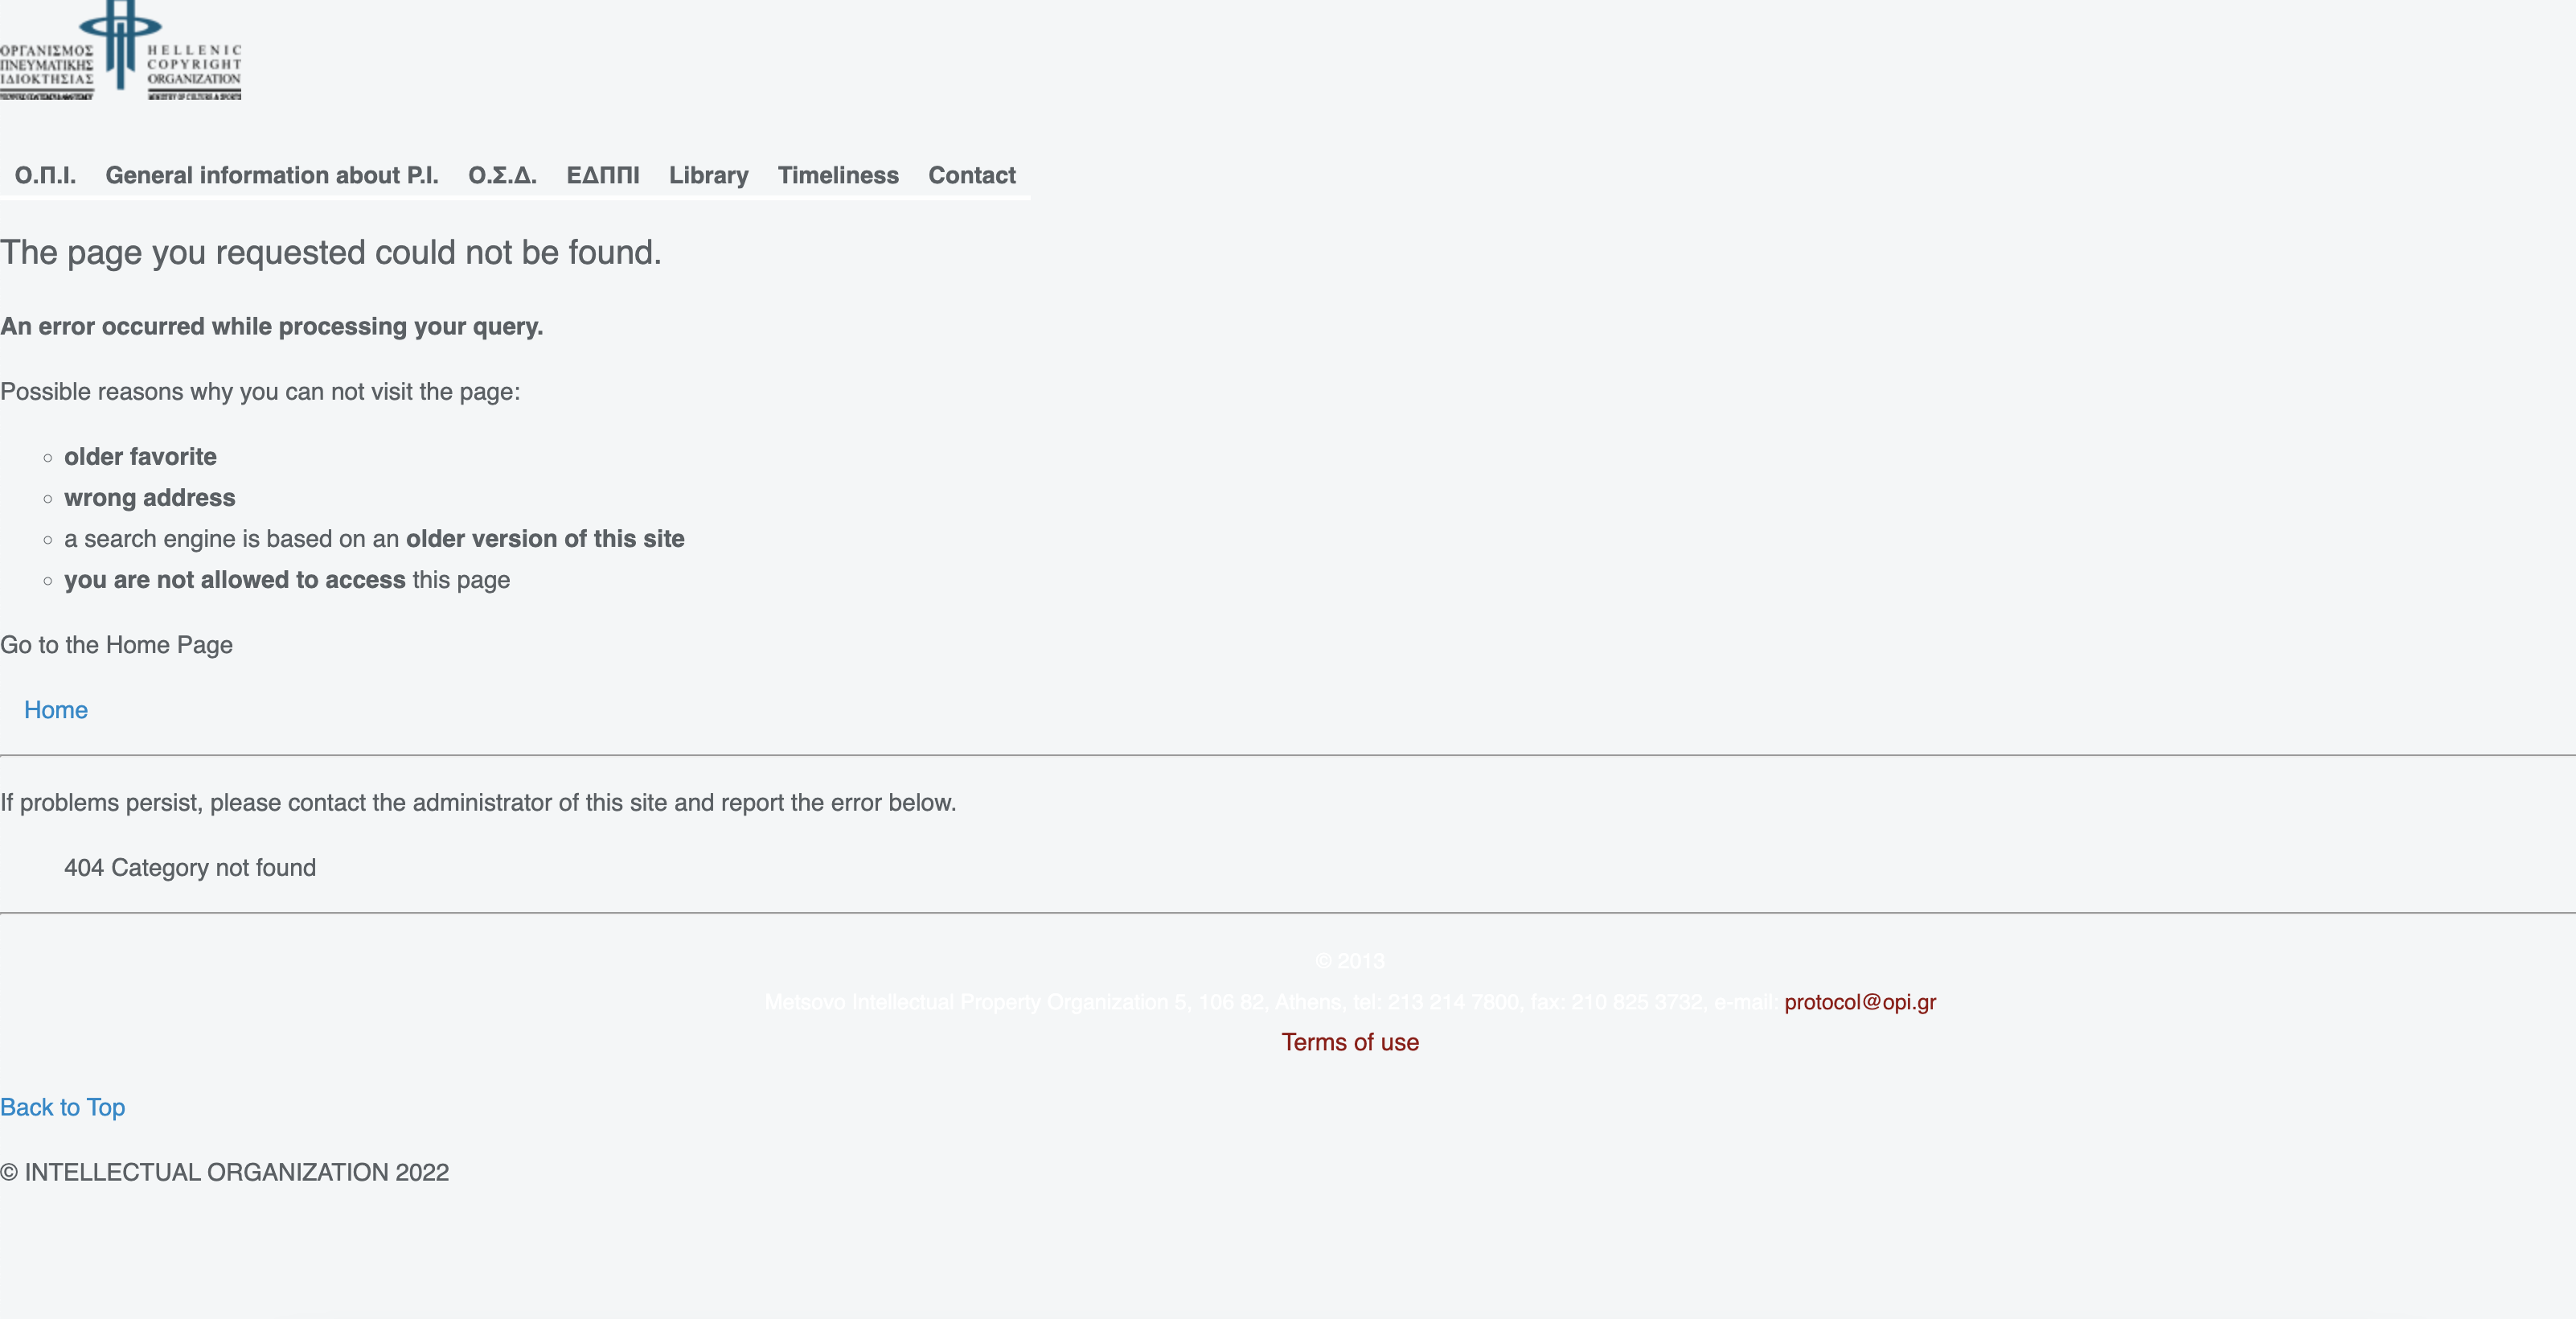 ΟΡΓΑΝΙΣΜΟΣ
ΠΝΕΥΜΑΤΙΚΗΣ
ΙΔΙΟΚΤΗΣΙΑΣ
HELLENIC
COPYRIGHT
ORGANIZATION
MINISTRY OF CULTURE & SPORTS
Ο.Π.Ι. General information about P.I. Ο.Σ.Δ. ΕΔΠΠΙ Library Timeliness Contact
The page you requested could not be found.
An error occurred while processing your query.
Possible reasons why you can not visit the page:
older favorite
wrong address
a search engine is based on an older version of this site
you are not allowed to access this page
Go to the Home Page
Home
If problems persist, please contact the administrator of this site and report the error below.
404 Category not found
© 2013
Metsovo Intellectual Property Organization 5, 106 82, Athens, tel: 213 214 7800, fax: 210 825 3732, e-mail: protocol@opi.gr
Terms of use
Back to Top
© INTELLECTUAL ORGANIZATION 2022